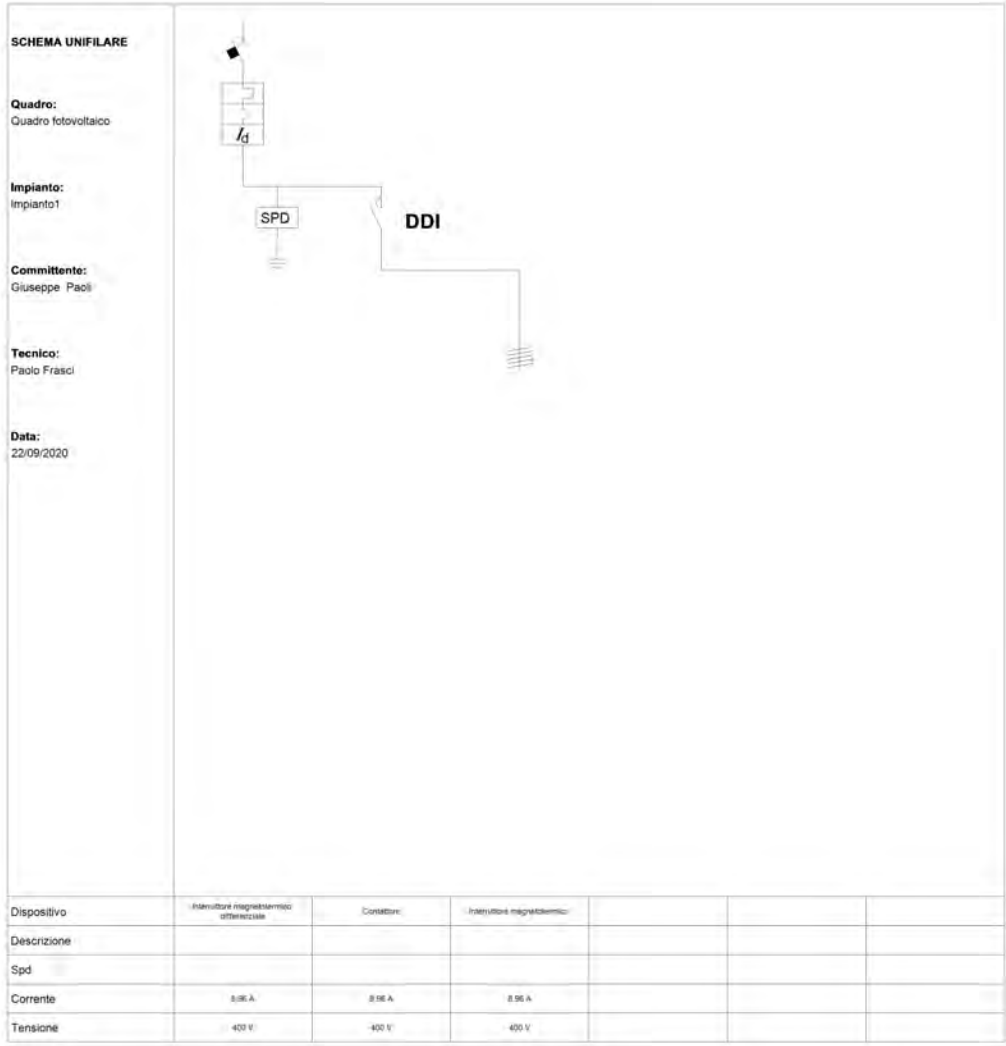 SCHEMA UNIFILARE
Quadro:
Quadro fotovoltaico
Impianto:
Impianto1
Committente:
Giuseppe Paoli
Tecnico:
Paolo Frasci
Data:
22/09/2020
Id
SPD
DDI
Dispositivo
Interruttore magnetotermico
differenziale
Contattore
Interruttore magnetotermico
Descrizione
Spd
Corrente 8.96 A 8.96 A 8.96 A
Tensione 400 V 400 V 400 V